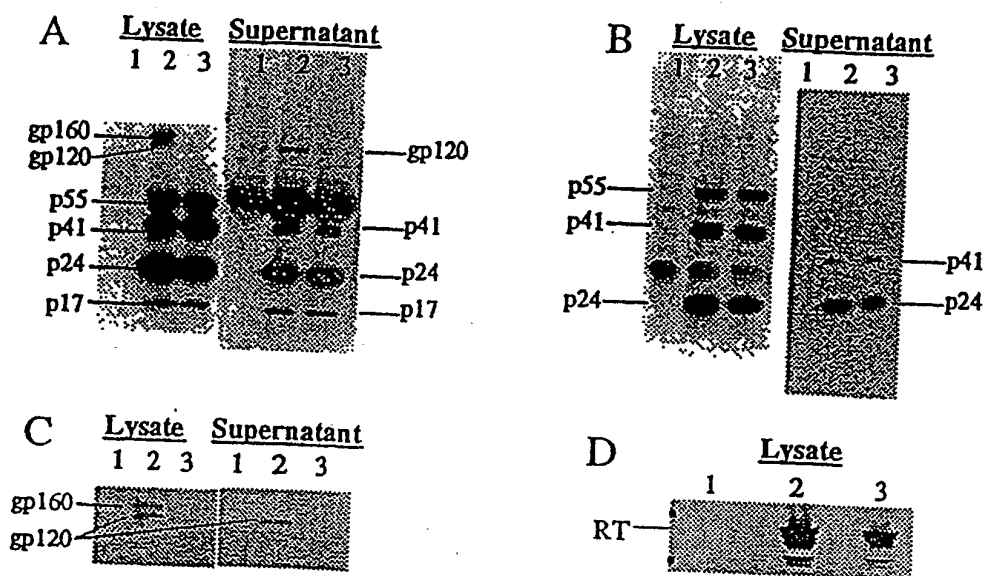 A
Lysate Supernatant
1 2 3 1 2 3
gp160
gp120
gp120
p55
p41
p41
p24
p24
p17
p17
B
Lysate Supernatant
1 2 3 1 2 3
p55
p41
p41
p24
p24
C
Lysate Supernatant
1 2 3 1 2 3
gp160
gp120
D
Lysate
1 2 3
RT